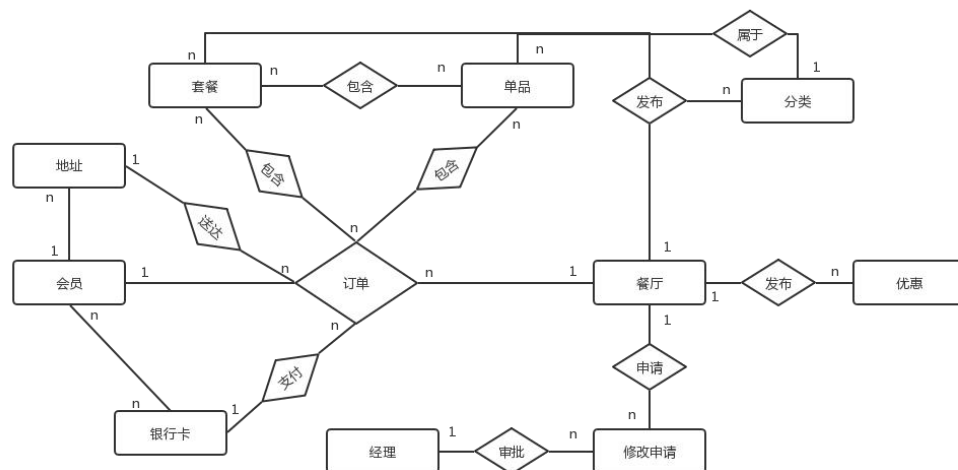 属于
n
n
1
套餐
n
包含
n
单品
发布
n
分类
n
n
地址
1
包含
包含
n
送达
n
1
1
n
会员
1
订单
n
1
餐厅
1
发布
n
优惠
n
n
1
支付
申请
n
1
银行卡
n
经理
1
审批
n
修改申请